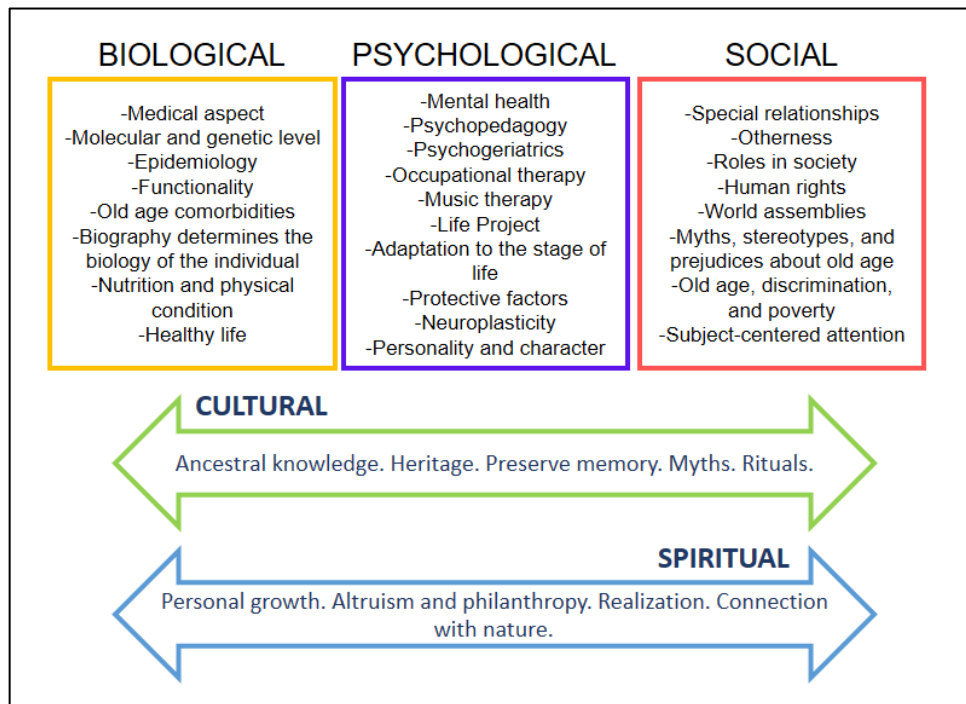 BIOLOGICAL
-Medical aspect
-Molecular and genetic level
-Epidemiology
-Functionality
-Old age comorbidities
-Biography determines the
biology of the individual
-Nutrition and physical
condition
-Healthy life
PSYCHOLOGICAL
-Mental health
-Psychopedagogy
-Psychogeriatrics
-Occupational therapy
-Music therapy
-Life Project
-Adaptation to the stage of
life
-Protective factors
-Neuroplasticity
-Personality and character
SOCIAL
-Special relationships
-Otherness
-Roles in society
-Human rights
-World assemblies
-Myths, stereotypes, and
prejudices about old age
-Old age, discrimination,
and poverty
-Subject-centered attention
CULTURAL
Ancestral knowledge. Heritage. Preserve memory. Myths. Rituals.
SPIRITUAL
Personal growth. Altruism and philanthropy. Realization. Connection
with nature.